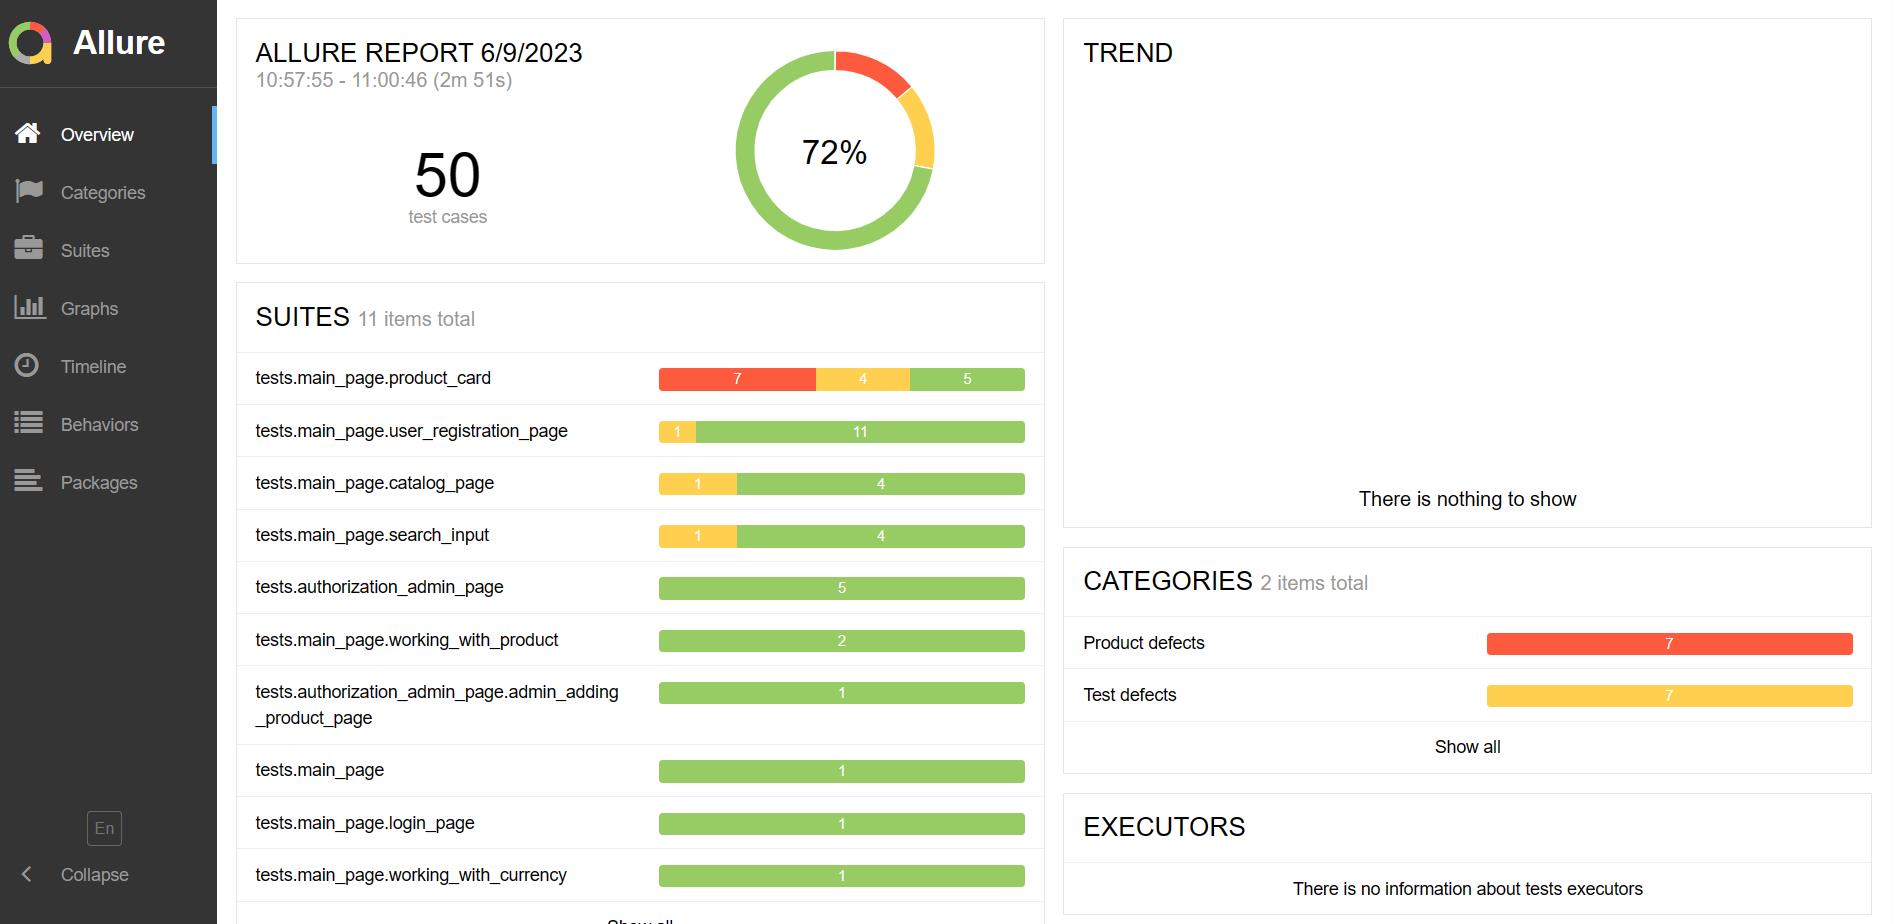 Allure
Overview
Categories
Suites
Graphs
Timeline
Behaviors
Packages
En
Collapse
ALLURE REPORT 6/9/2023
10:57:55 - 11:00:46 (2m 51s)
50
test cases
72%
SUITES 11 items total
tests.main_page.product_card 7 4 5
tests.main_page.user_registration_page 1 11
tests.main_page.catalog_page 1 4
tests.main_page.search_input 1 4
tests.authorization_admin_page 5
tests.main_page.working_with_product 2
tests.authorization_admin_page.admin_adding 1
_product_page
tests.main_page 1
tests.main_page.login_page 1
tests.main_page.working_with_currency 1
Show all
TREND
There is nothing to show
CATEGORIES 2 items total
Product defects 7
Test defects 7
Show all
EXECUTORS
There is no information about tests executors